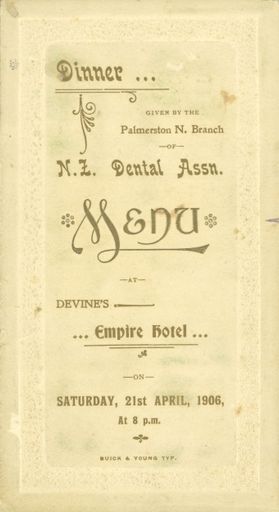 Dinner ...
GIVEN BY THE
Palmerston N. Branch
—OF—
N.Z. Dental Assn.
MENU
—AT—
DEVINE'S
... Empire Hotel ...
—ON—
SATURDAY, 21st APRIL, 1906,
At 8 p.m.
BUICK & YOUNG TYP.